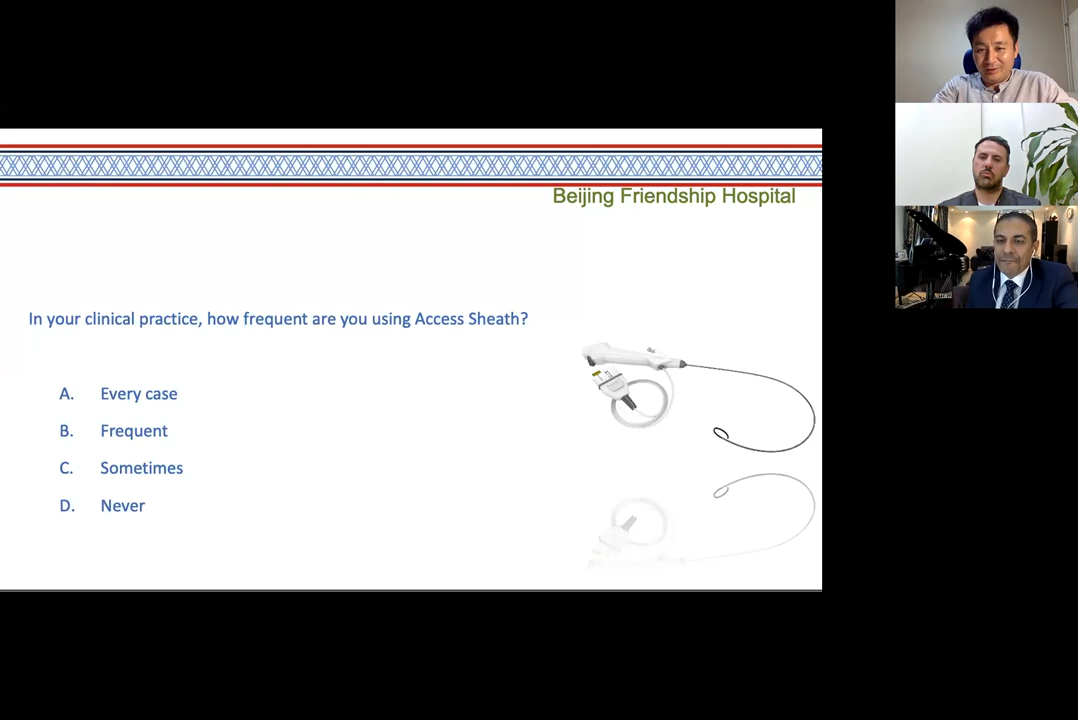 Beijing Friendship Hospital
In your clinical practice, how frequent are you using Access Sheath?
A. Every case
B. Frequent
C. Sometimes
D. Never